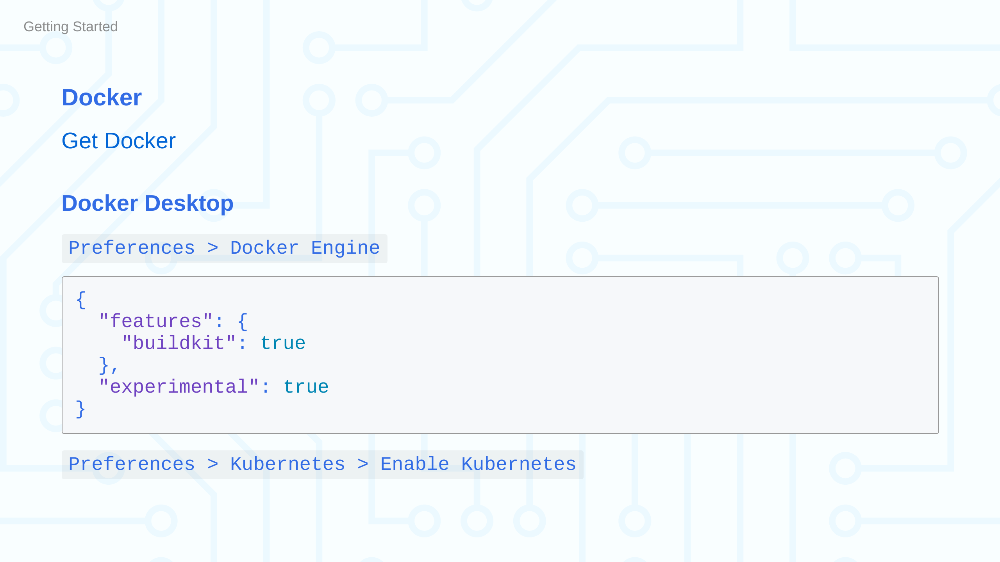 Getting Started
Docker
Get Docker
Docker Desktop
Preferences > Docker Engine
{
  "features": {
    "buildkit": true
  },
  "experimental": true
}
Preferences > Kubernetes > Enable Kubernetes